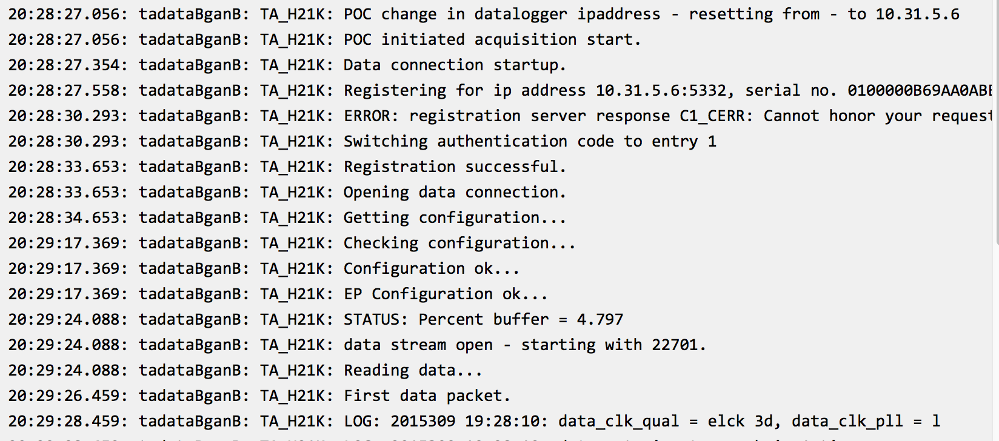 20:28:27.056: tadataBganB: TA_H21K: POC change in datalogger ipaddress - resetting from - to 10.31.5.6
20:28:27.056: tadataBganB: TA_H21K: POC initiated acquisition start.
20:28:27.354: tadataBganB: TA_H21K: Data connection startup.
20:28:27.558: tadataBganB: TA_H21K: Registering for ip address 10.31.5.6:5332, serial no. 0100000B69AA0ABE
20:28:30.293: tadataBganB: TA_H21K: ERROR: registration server response C1_CERR: Cannot honor your request
20:28:30.293: tadataBganB: TA_H21K: Switching authentication code to entry 1
20:28:33.653: tadataBganB: TA_H21K: Registration successful.
20:28:33.653: tadataBganB: TA_H21K: Opening data connection.
20:28:34.653: tadataBganB: TA_H21K: Getting configuration...
20:29:17.369: tadataBganB: TA_H21K: Checking configuration...
20:29:17.369: tadataBganB: TA_H21K: Configuration ok...
20:29:17.369: tadataBganB: TA_H21K: EP Configuration ok...
20:29:24.088: tadataBganB: TA_H21K: STATUS: Percent buffer = 4.797
20:29:24.088: tadataBganB: TA_H21K: data stream open - starting with 22701.
20:29:24.088: tadataBganB: TA_H21K: Reading data...
20:29:26.459: tadataBganB: TA_H21K: First data packet.
20:29:28.459: tadataBganB: TA_H21K: LOG: 2015309 19:28:10: data_clk_qual = elck 3d, data_clk_pll = l